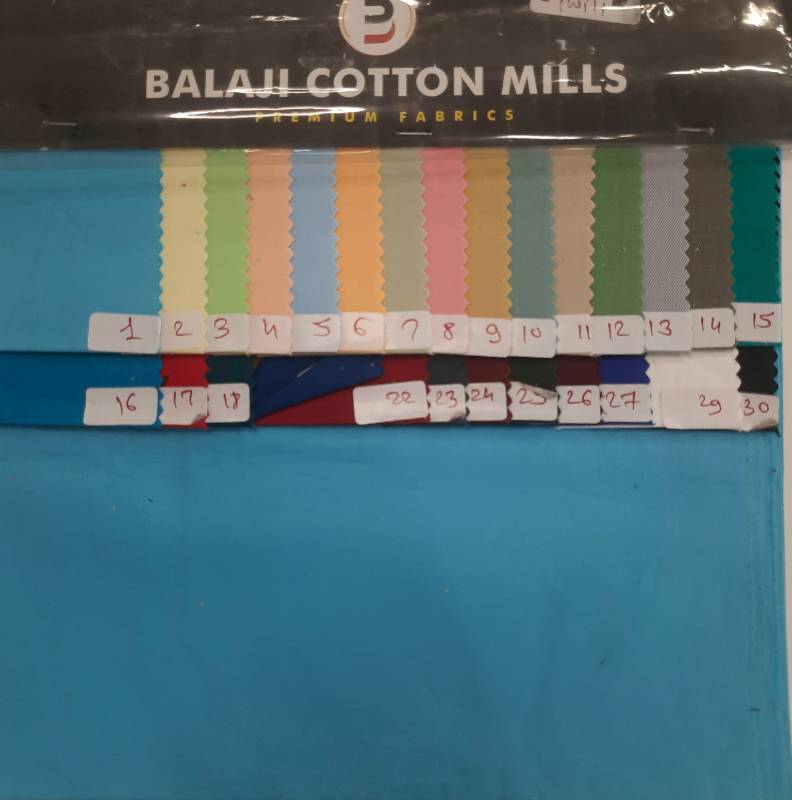 BALAJI COTTON MILLS
PREMIUM FABRICS
1 2 3 4 5 6 7 8 9 10 11 12 13 14 15
16 17 18 22 23 24 25 26 27 29 30